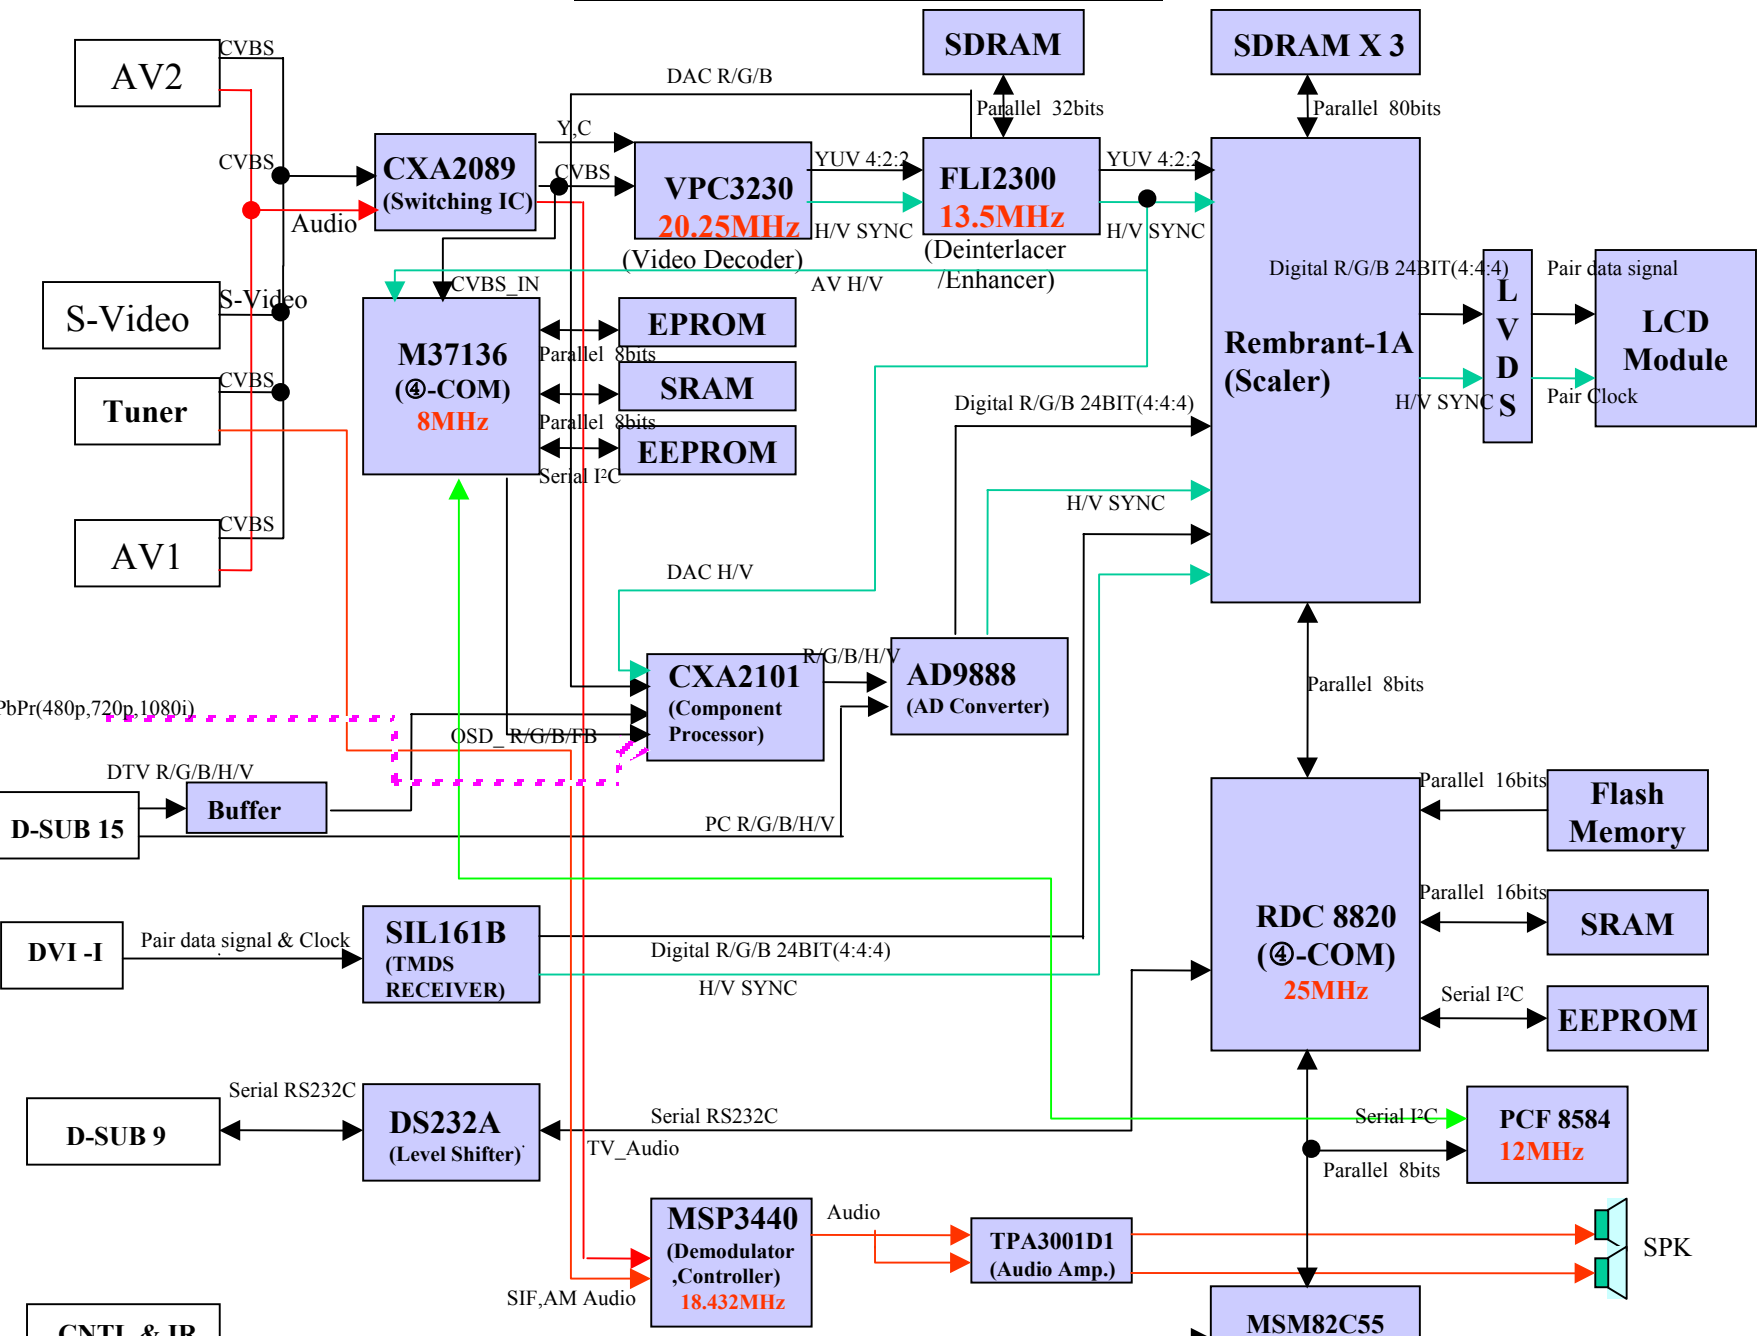 SDRAM
SDRAM X 3
CVBS
AV2
DAC R/G/B
Parallel 32bits
Parallel 80bits
Y,C
CVBS
CXA2089
(Switching IC)
CVBS
VPC3230
20.25MHz
(Video Decoder)
YUV 4:2:2
H/V SYNC
FLI2300
13.5MHz
(Deinterlacer
/Enhancer)
YUV 4:2:2
H/V SYNC
Audio
AV H/V
CVBS_IN
S-Video
S-Video
M37136
(④-COM)
8MHz
EPROM
Parallel 8bits
SRAM
Parallel 8bits
EEPROM
Serial I²C
Rembrant-1A
(Scaler)
Digital R/G/B 24BIT(4:4:4)
H/V SYNC
L
V
D
S
Pair data signal
Pair Clock
LCD
Module
CVBS
Tuner
Digital R/G/B 24BIT(4:4:4)
H/V SYNC
CVBS
AV1
DAC H/V
CXA2101
(Component
Processor)
R/G/B/H/V
AD9888
(AD Converter)
Parallel 8bits
PbPr(480p,720p,1080i)
OSD_ R/G/B/FB
DTV R/G/B/H/V
Buffer
D-SUB 15
PC R/G/B/H/V
Parallel 16bits
Flash
Memory
Parallel 16bits
SRAM
RDC 8820
(④-COM)
25MHz
Serial I²C
EEPROM
DVI -I
Pair data signal & Clock
SIL161B
(TMDS
RECEIVER)
Digital R/G/B 24BIT(4:4:4)
H/V SYNC
Serial RS232C
D-SUB 9
DS232A
(Level Shifter)
Serial RS232C
TV_Audio
Serial I²C
Parallel 8bits
PCF 8584
12MHz
MSP3440
(Demodulator
,Controller)
18.432MHz
Audio
TPA3001D1
(Audio Amp.)
SPK
SIF,AM Audio
CNTL & IR
MSM82C55